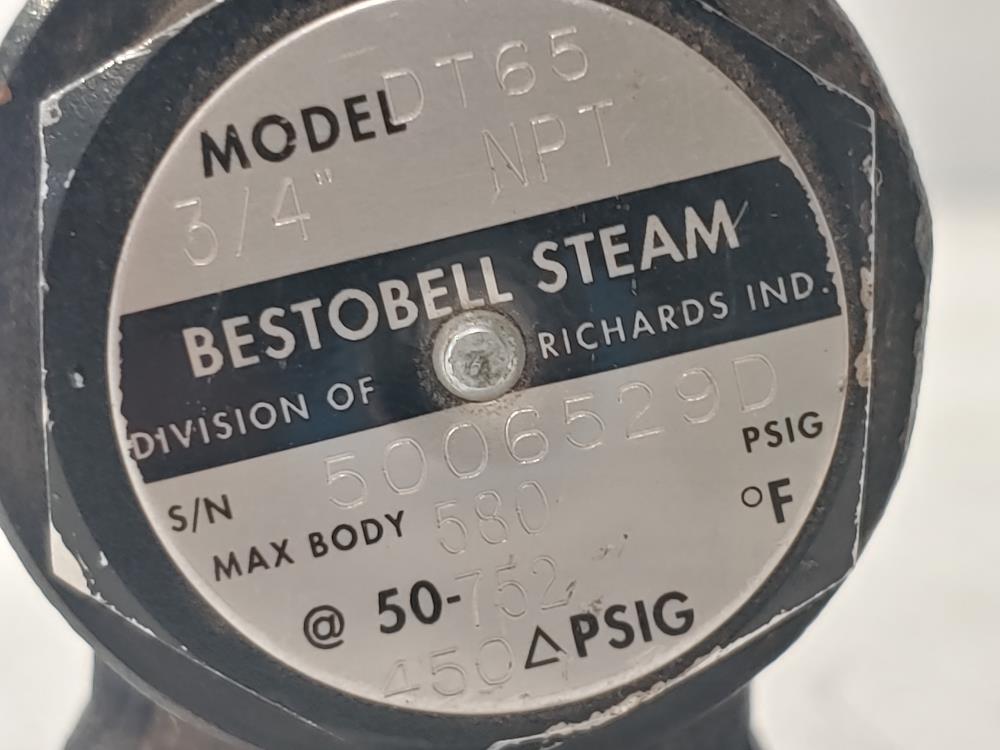 MODEL DT65
3/4" NPT
BESTOBELL STEAM
DIVISION OF RICHARDS IND.
S/N 5006529D
MAX BODY 580 PSIG
@ 50-752 °F
450 △PSIG